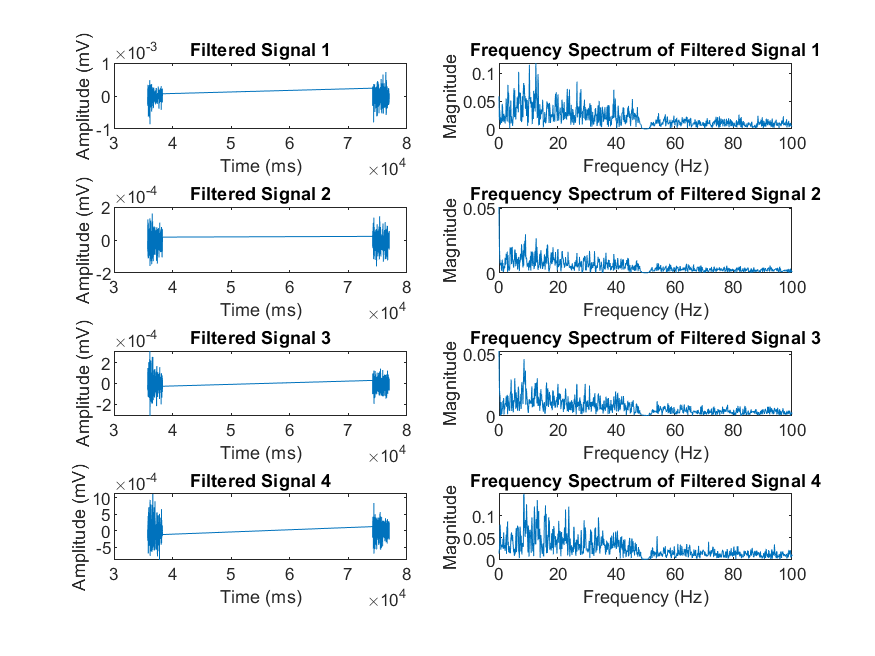 Filtered Signal 1
×10-3
Amplitude (mV)
1
0
-1
3 4 5 6 7 8
Time (ms)
×104
Frequency Spectrum of Filtered Signal 1
Magnitude
0.1
0.05
0
0 20 40 60 80 100
Frequency (Hz)
Filtered Signal 2
×10-4
Amplitude (mV)
2
0
-2
3 4 5 6 7 8
Time (ms)
×104
Frequency Spectrum of Filtered Signal 2
Magnitude
0.05
0
0 20 40 60 80 100
Frequency (Hz)
Filtered Signal 3
×10-4
Amplitude (mV)
2
0
-2
3 4 5 6 7 8
Time (ms)
×104
Frequency Spectrum of Filtered Signal 3
Magnitude
0.05
0
0 20 40 60 80 100
Frequency (Hz)
Filtered Signal 4
×10-4
Amplitude (mV)
10
5
0
-5
3 4 5 6 7 8
Time (ms)
×104
Frequency Spectrum of Filtered Signal 4
Magnitude
0.1
0.05
0
0 20 40 60 80 100
Frequency (Hz)